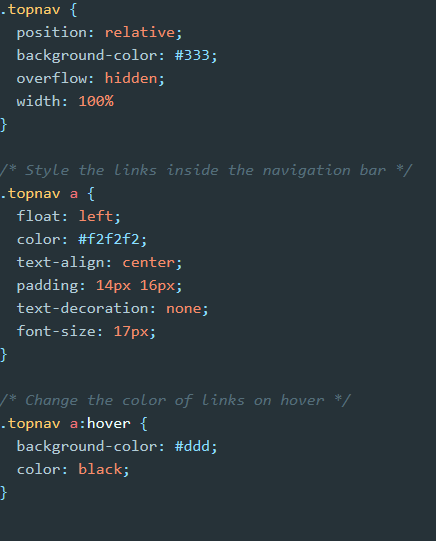 .topnav {
  position: relative;
  background-color: #333;
  overflow: hidden;
  width: 100%
}

/* Style the links inside the navigation bar */
.topnav a {
  float: left;
  color: #f2f2f2;
  text-align: center;
  padding: 14px 16px;
  text-decoration: none;
  font-size: 17px;
}

/* Change the color of links on hover */
.topnav a:hover {
  background-color: #ddd;
  color: black;
}